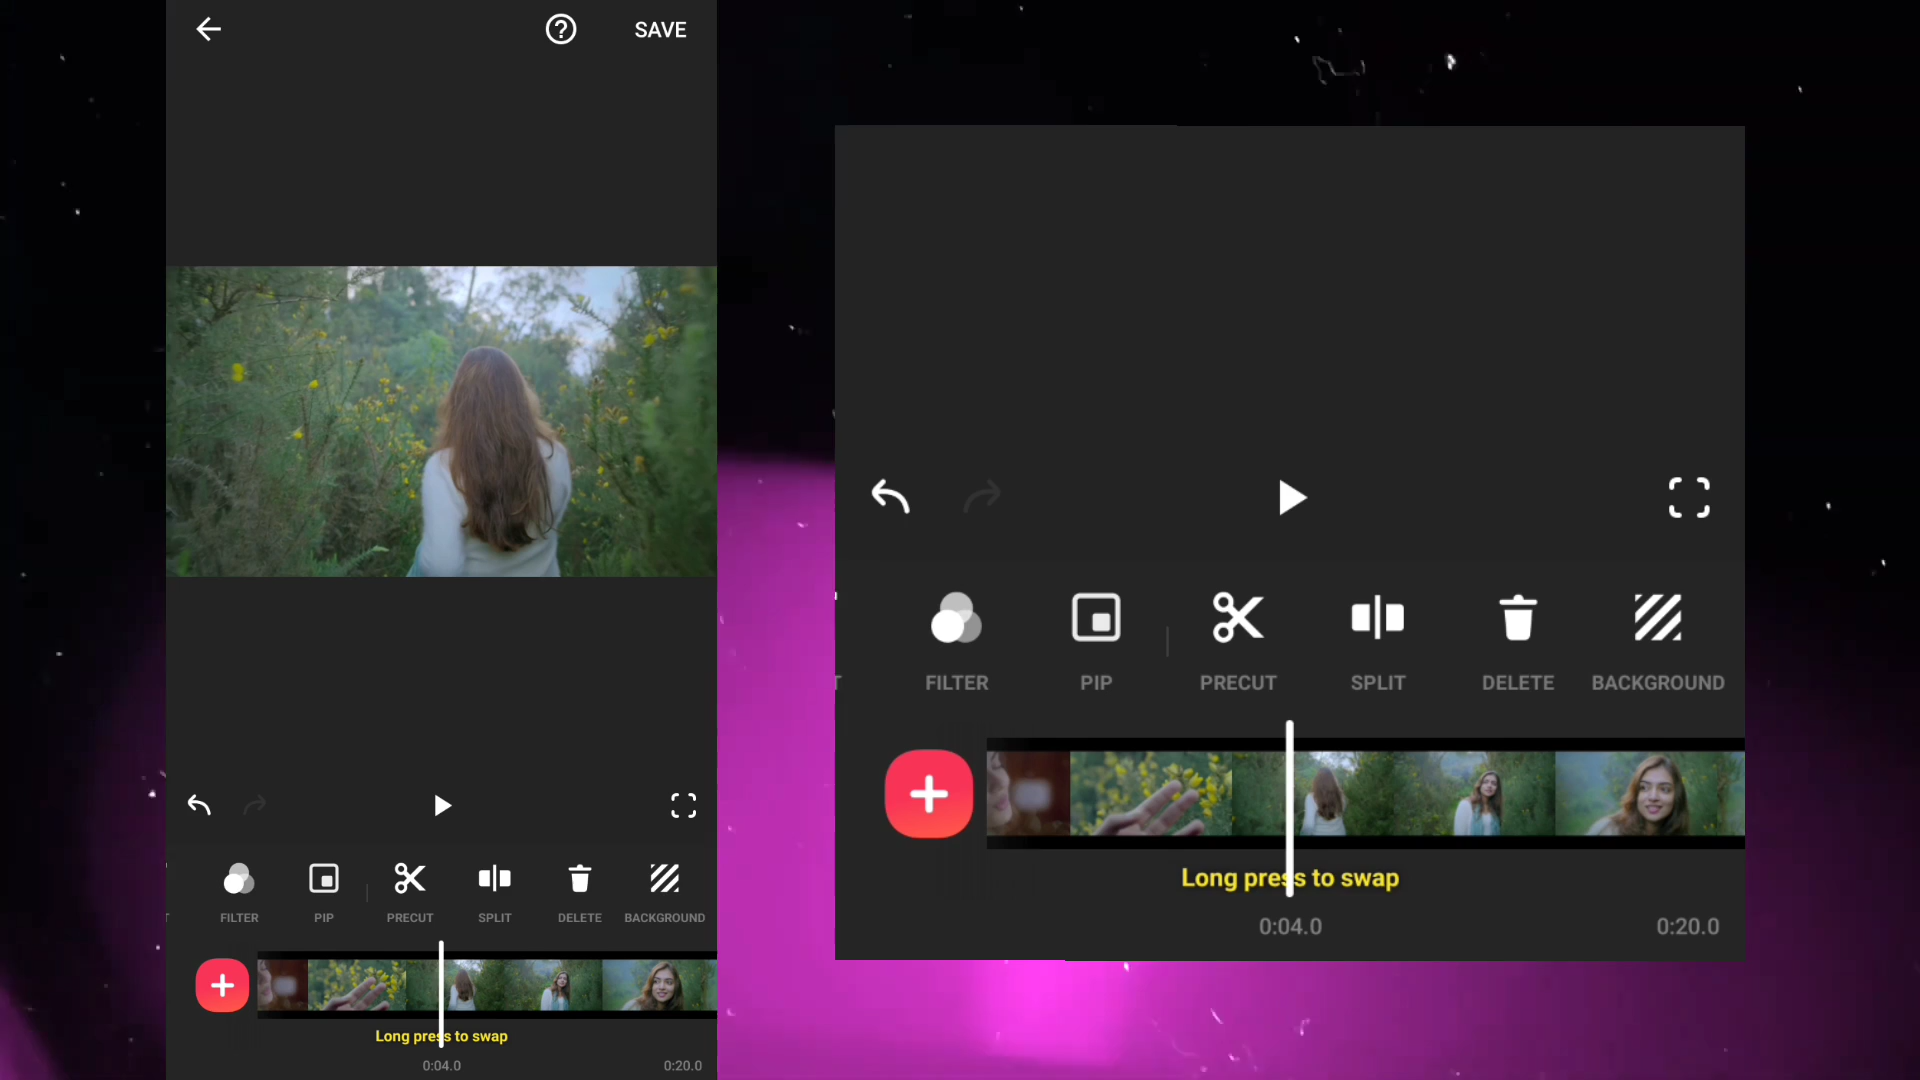 SAVE
FILTER PIP PRECUT SPLIT DELETE BACKGROUND
Long press to swap
0:04.0 0:20.0
T FILTER PIP PRECUT SPLIT DELETE BACKGROUND
Long press to swap
0:04.0 0:20.0